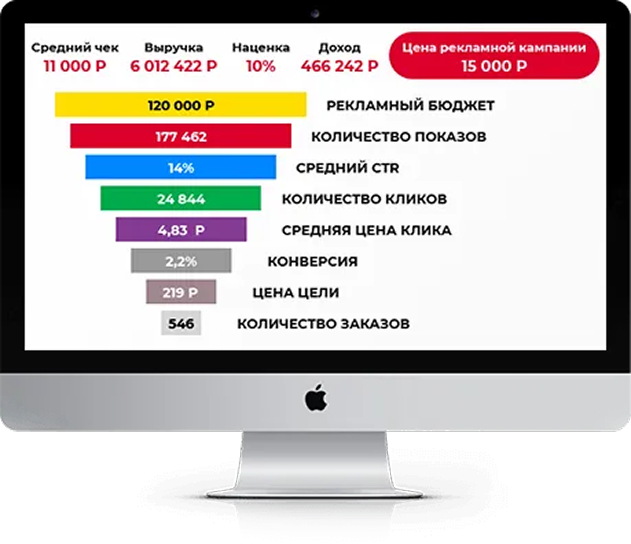 Средний чек
11 000 Р
Выручка
6 012 422 Р
Наценка
10%
Доход
466 242 Р
Цена рекламной кампании
15 000 Р
120 000 Р
РЕКЛАМНЫЙ БЮДЖЕТ
177 462
КОЛИЧЕСТВО ПОКАЗОВ
14%
СРЕДНИЙ CTR
24 844
КОЛИЧЕСТВО КЛИКОВ
4,83 Р
СРЕДНЯЯ ЦЕНА КЛИКА
2,2%
КОНВЕРСИЯ
219 Р
ЦЕНА ЦЕЛИ
546
КОЛИЧЕСТВО ЗАКАЗОВ